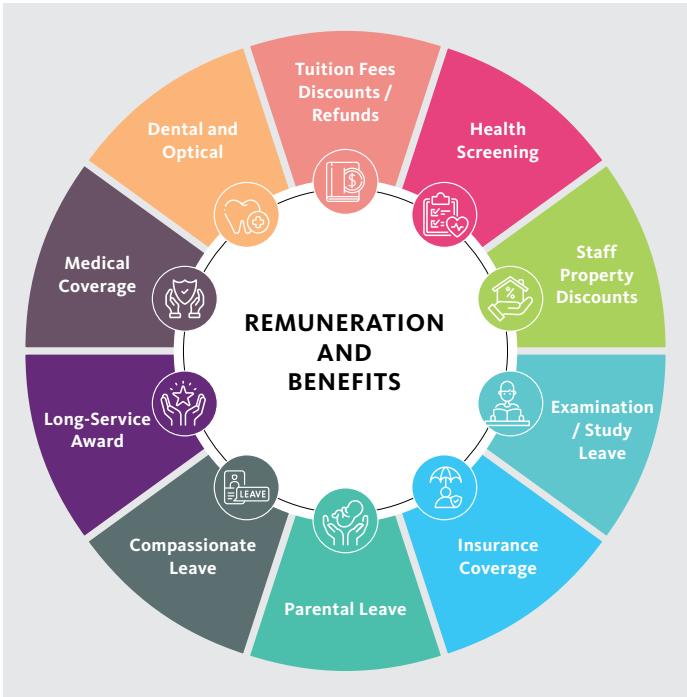 Tuition Fees
Discounts /
Refunds
Health
Screening
Staff
Property
Discounts
Examination
/ Study
Leave
Insurance
Coverage
Parental Leave
Compassionate
Leave
LEAVE
Long-Service
Award
Medical
Coverage
Dental and
Optical
REMUNERATION
AND
BENEFITS
$
%